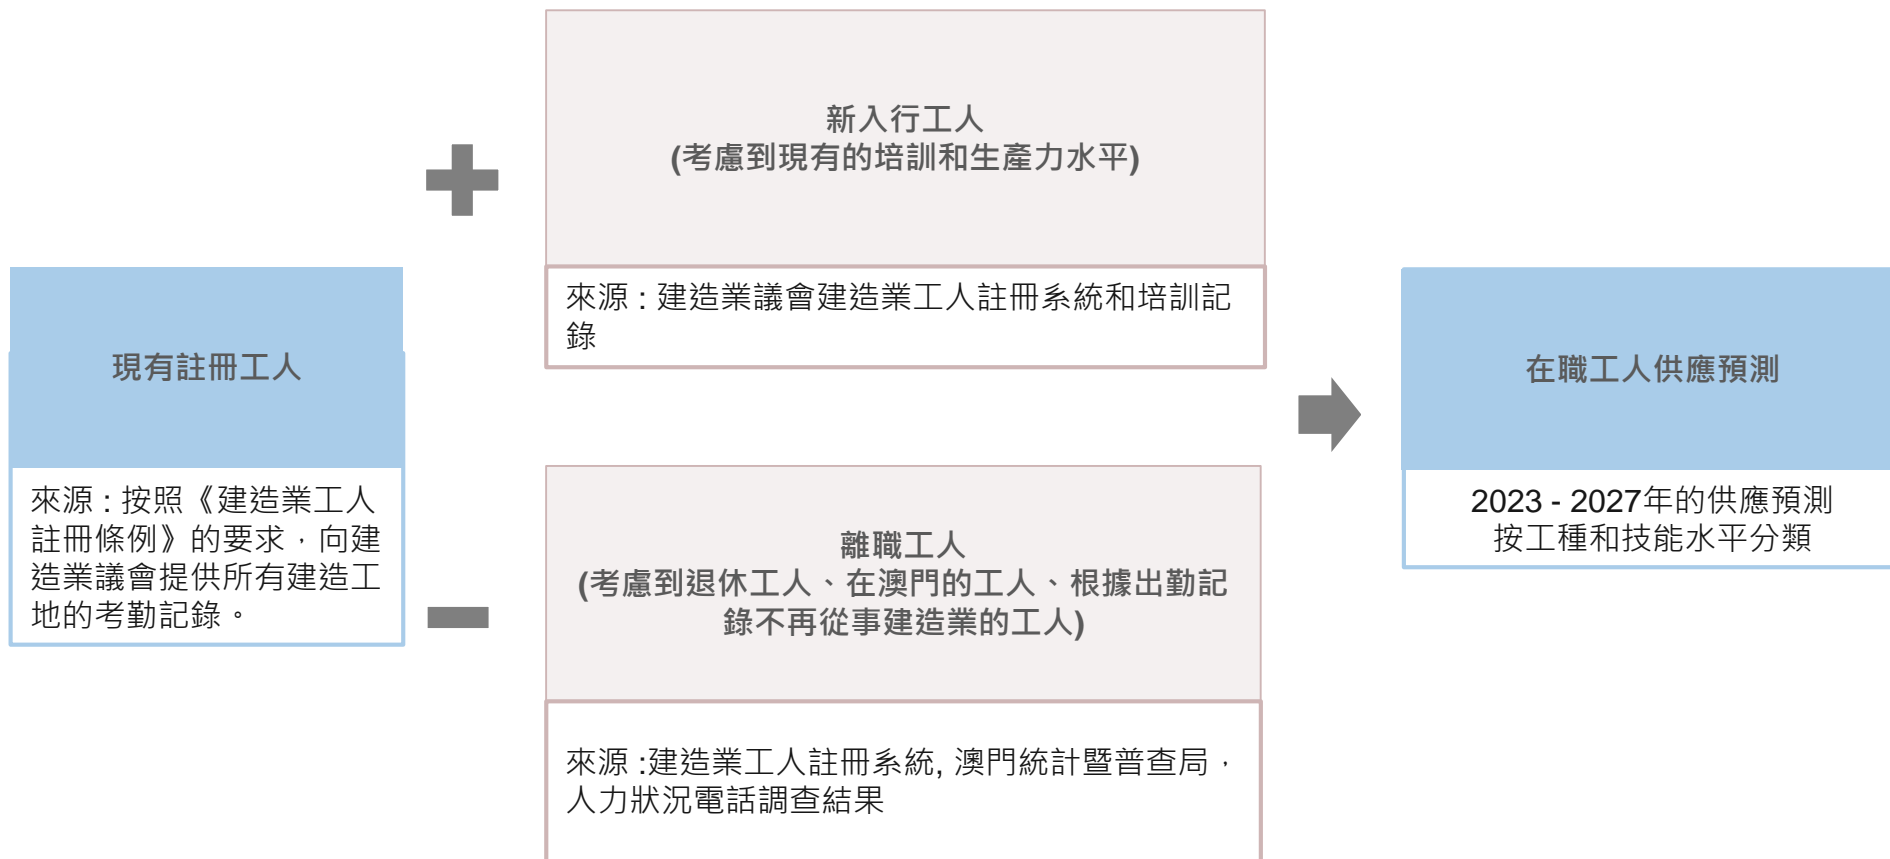 新入行工人
(考慮到現有的培訓和生產力水平)
來源 : 建造業議會建造業工人註冊系統和培訓記
錄
現有註冊工人
來源 : 按照《建造業工人
註冊條例》的要求，向建
造業議會提供所有建造工
地的考勤記錄。
離職工人
(考慮到退休工人、在澳門的工人、根據出勤記
錄不再從事建造業的工人)
來源 :建造業工人註冊系統, 澳門統計暨普查局，
人力狀況電話調查結果
在職工人供應預測
2023 - 2027年的供應預測
按工種和技能水平分類